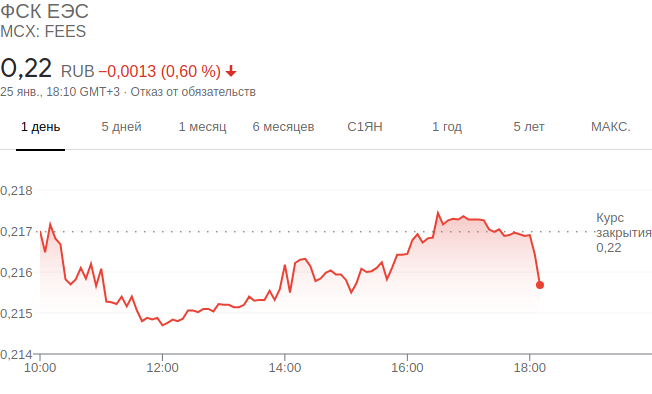 ФСК ЕЭС
MCX: FEES
0,22 RUB −0,0013 (0,60 %)
25 янв., 18:10 GMT+3 · Отказ от обязательств
1 день 5 дней 1 месяц 6 месяцев С1ЯН 1 год 5 лет МАКС.
0,218
Курс
0,217 закрытия
0,22
0,216
0,215
0,214
10:00 12:00 14:00 16:00 18:00